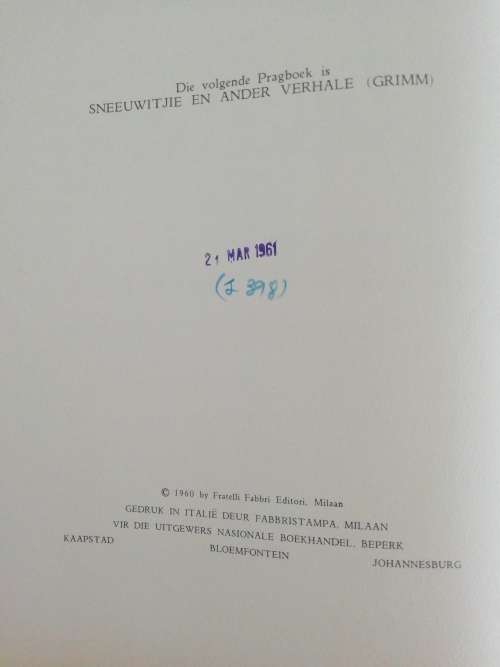 Die volgende Pragboek is
SNEEUWITJIE EN ANDER VERHALE (GRIMM)
21 MAR 1961
(J 398)
© 1960 by Fratelli Fabbri Editori, Milaan
GEDRUK IN ITALIË DEUR FABBRISTAMPA, MILAAN
VIR DIE UITGEWERS NASIONALE BOEKHANDEL, BEPERK
KAAPSTAD BLOEMFONTEIN JOHANNESBURG